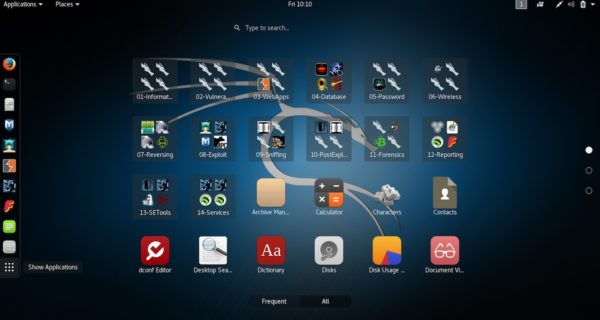 Applications Places Fri 10:10 1
Type to search...
01-Informat... 02-Vulnera... 03-WebApps 04-Database 05-Password 06-Wireless
07-Reversing 08-Exploit 09-Sniffing 10-PostExpl... 11-Forensics 12-Reporting
13-SETools 14-Services Archive Man... Calculator Characters Contacts
Aa
dconf Editor Desktop Sea... Dictionary Disks Disk Usage ... Document Vi...
Show Applications
Frequent All